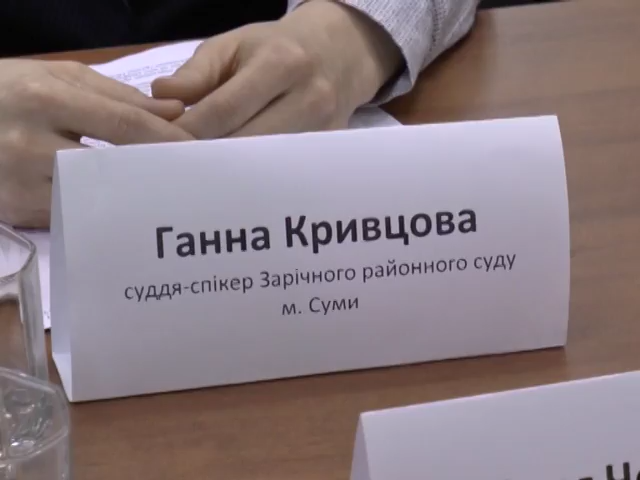 Ганна Кривцова
суддя-спікер Зарічного районного суду
м. Суми